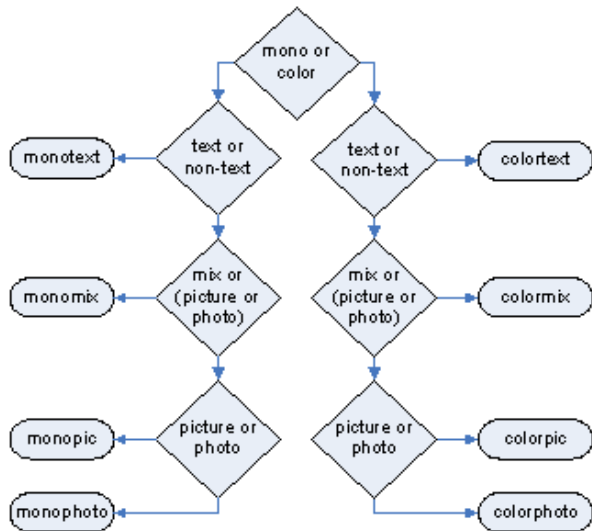 mono or
color
text or
non-text
text or
non-text
monotext
colortext
mix or
(picture or
photo)
mix or
(picture or
photo)
monomix
colormix
picture or
photo
picture or
photo
monopic
colorpic
monophoto
colorphoto